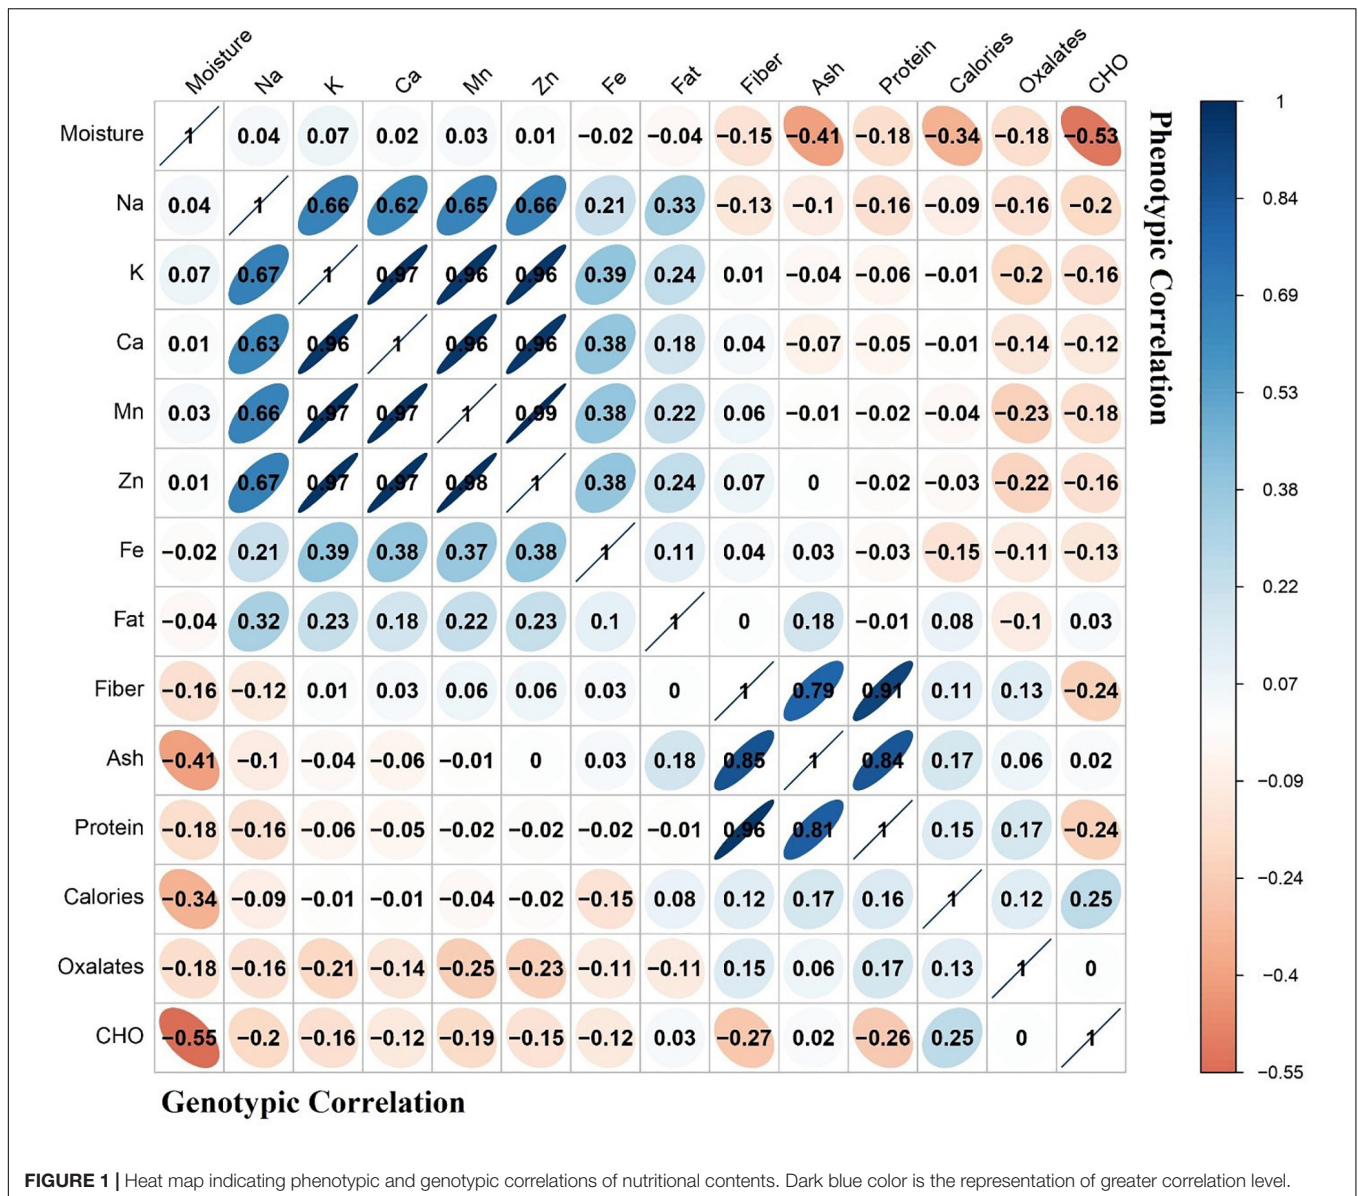 Moisture Na K Ca Mn Zn Fe Fat Fiber Ash Protein Calories Oxalates CHO
Moisture 1 0.04 0.07 0.02 0.03 0.01 −0.02 −0.04 −0.15 −0.41 −0.18 −0.34 −0.18 −0.53
Na 0.04 1 0.66 0.62 0.65 0.66 0.21 0.33 −0.13 −0.1 −0.16 −0.09 −0.16 −0.2
K 0.07 0.67 1 0.97 0.96 0.96 0.39 0.24 0.01 −0.04 −0.06 −0.01 −0.2 −0.16
Ca 0.01 0.63 0.96 1 0.96 0.96 0.38 0.18 0.04 −0.07 −0.05 −0.01 −0.14 −0.12
Mn 0.03 0.66 0.97 0.97 1 0.99 0.38 0.22 0.06 −0.01 −0.02 −0.04 −0.23 −0.18
Zn 0.01 0.67 0.97 0.97 0.98 1 0.38 0.24 0.07 0 −0.02 −0.03 −0.22 −0.16
Fe −0.02 0.21 0.39 0.38 0.37 0.38 1 0.11 0.04 0.03 −0.03 −0.15 −0.11 −0.13
Fat −0.04 0.32 0.23 0.18 0.22 0.23 0.1 1 0 0.18 −0.01 0.08 −0.1 0.03
Fiber −0.16 −0.12 0.01 0.03 0.06 0.06 0.03 0 1 0.79 0.91 0.11 0.13 −0.24
Ash −0.41 −0.1 −0.04 −0.06 −0.01 0 0.03 0.18 0.85 1 0.84 0.17 0.06 0.02
Protein −0.18 −0.16 −0.06 −0.05 −0.02 −0.02 −0.02 −0.01 0.96 0.81 1 0.15 0.17 −0.24
Calories −0.34 −0.09 −0.01 −0.01 −0.04 −0.02 −0.15 0.08 0.12 0.17 0.16 1 0.12 0.25
Oxalates −0.18 −0.16 −0.21 −0.14 −0.25 −0.23 −0.11 −0.11 0.15 0.06 0.17 0.13 1 0
CHO −0.55 −0.2 −0.16 −0.12 −0.19 −0.15 −0.12 0.03 −0.27 0.02 −0.26 0.25 0 1
Phenotypic Correlation
1
0.84
0.69
0.53
0.38
0.22
0.07
−0.09
−0.24
−0.4
−0.55
Genotypic Correlation
FIGURE 1 | Heat map indicating phenotypic and genotypic correlations of nutritional contents. Dark blue color is the representation of greater correlation level.